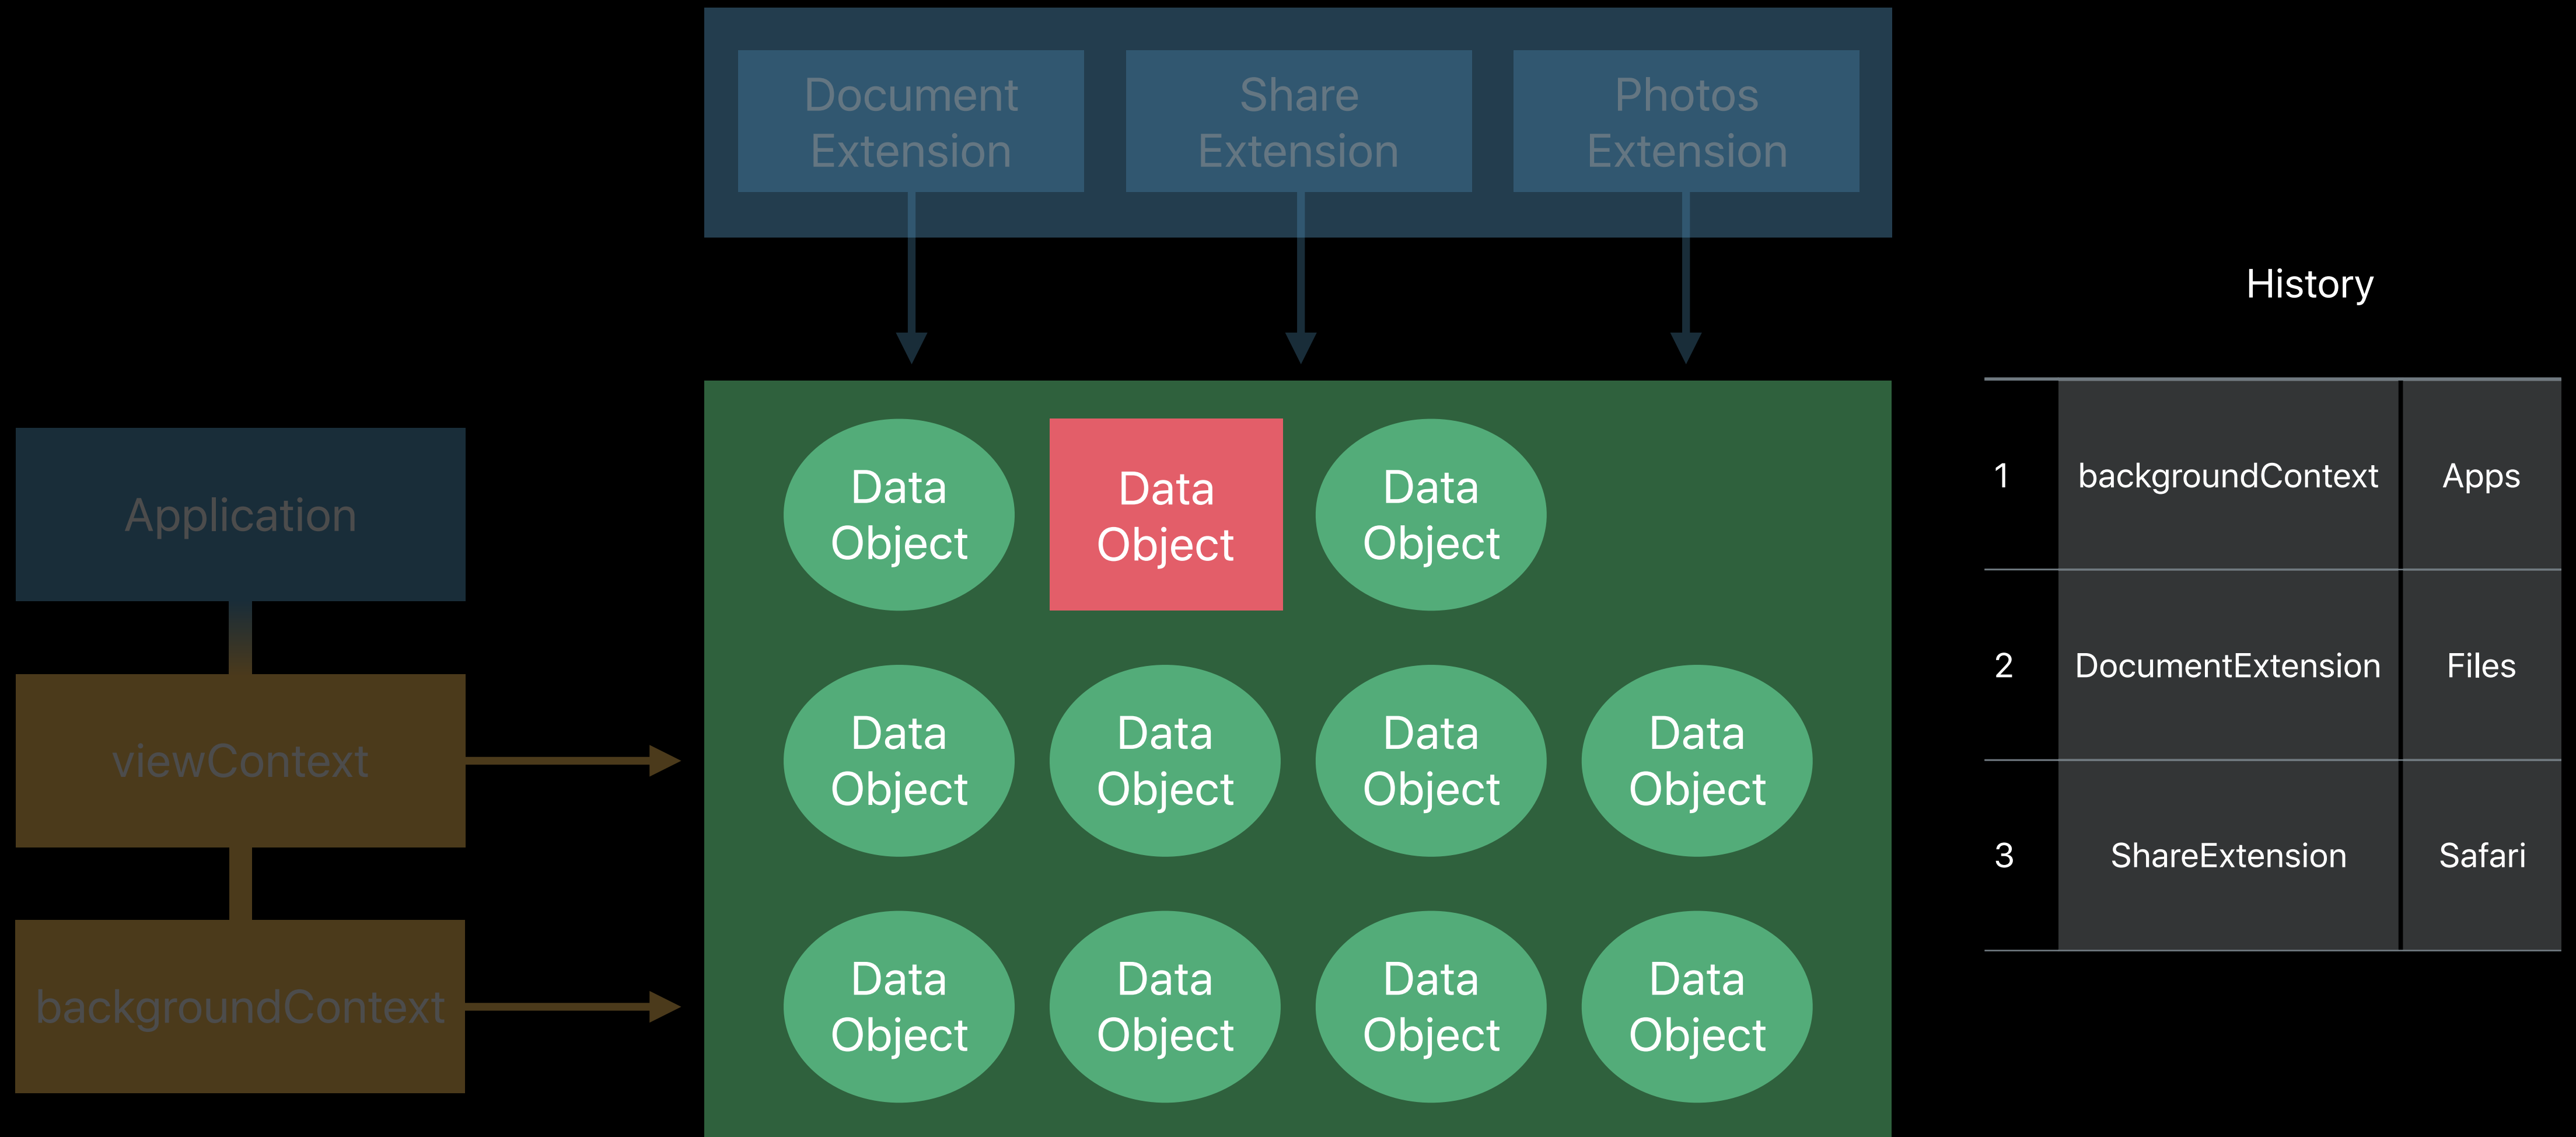 Document
Extension
Share
Extension
Photos
Extension
History
Application
viewContext
backgroundContext
Data
Object
Data
Object
Data
Object
Data
Object
Data
Object
Data
Object
Data
Object
Data
Object
Data
Object
Data
Object
Data
Object
1 backgroundContext Apps
2 DocumentExtension Files
3 ShareExtension Safari